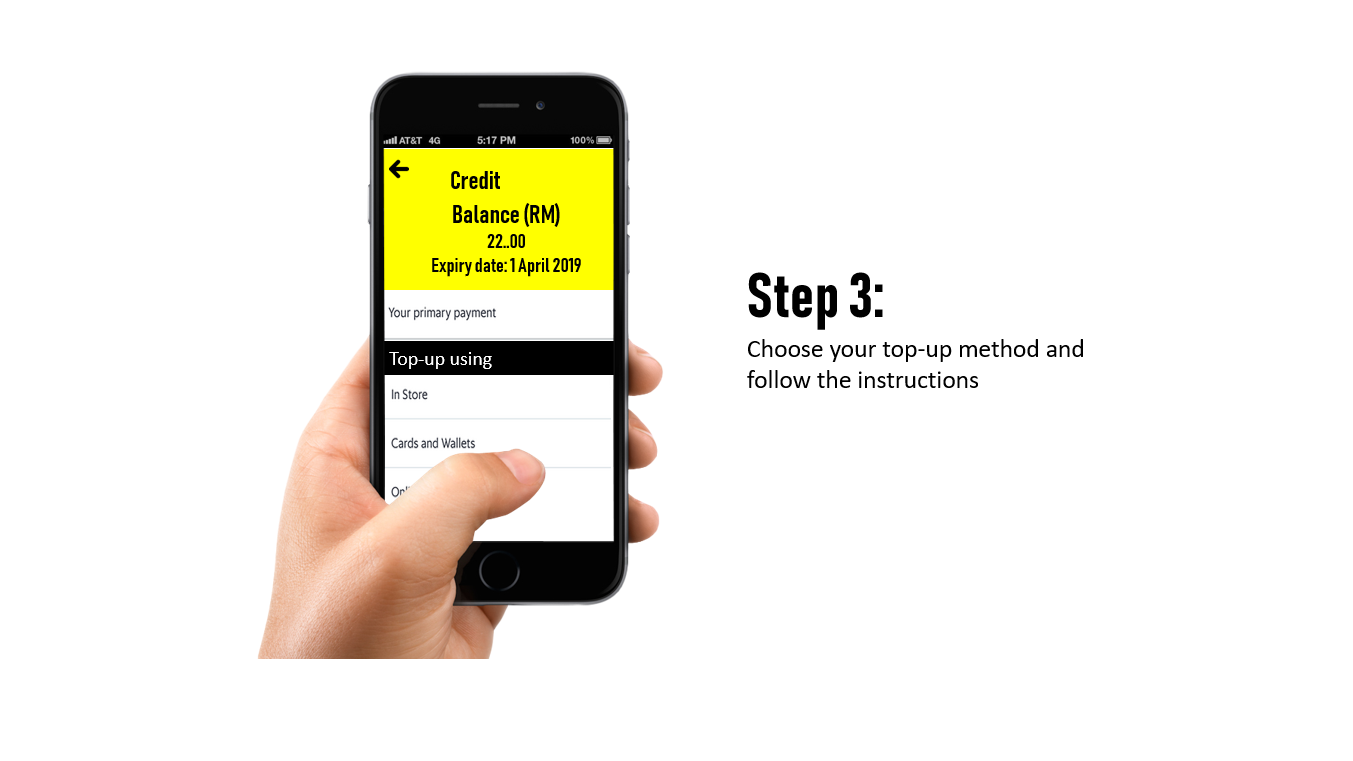 AT&T 4G 5:17 PM 100%
Credit
Balance (RM)
22..00
Expiry date: 1 April 2019
Your primary payment
Top-up using
In Store
Cards and Wallets
Step 3:
Choose your top-up method and
follow the instructions